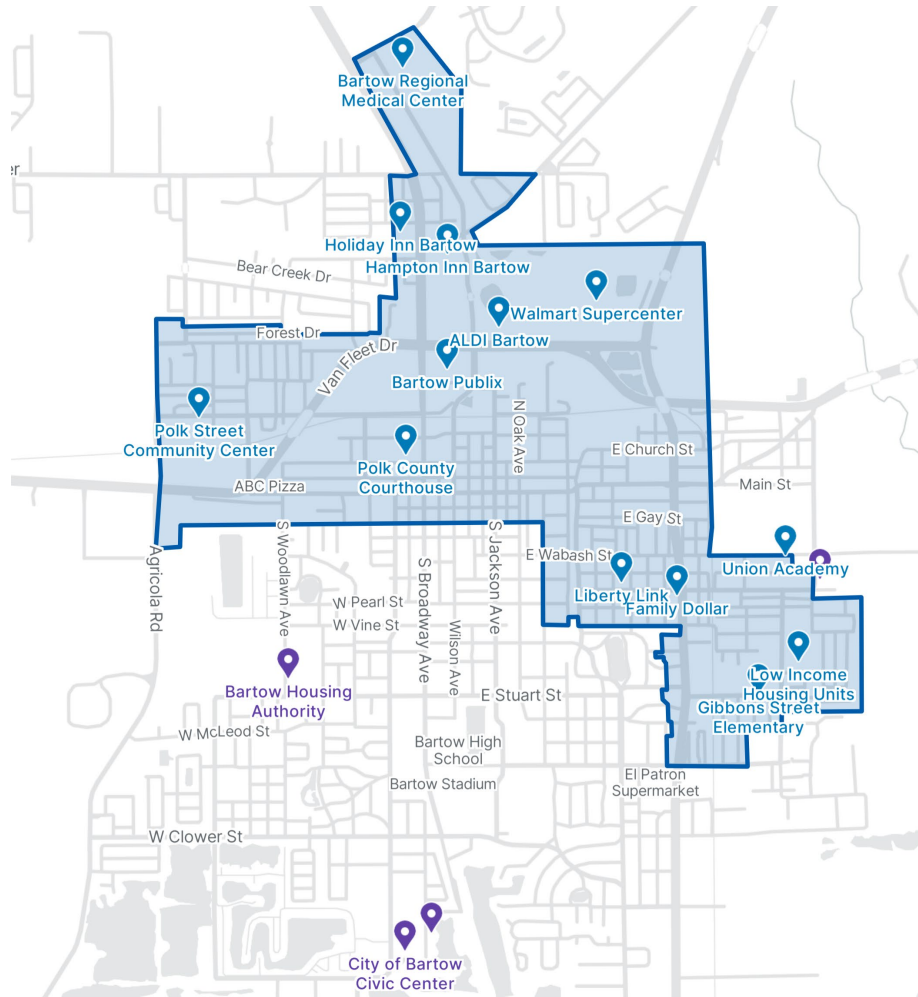 Bartow Regional
Medical Center
er
Holiday Inn Bartow
Hampton Inn Bartow
Bear Creek Dr
Walmart Supercenter
Forest Dr
ALDI Bartow
Van Fleet Dr
Bartow Publix
Polk Street
Community Center
N Oak Ave
Polk County
Courthouse
E Church St
ABC Pizza
Main St
E Gay St
Agricola Rd
S Woodlawn Ave
S Broadway Ave
S Jackson Ave
E Wabash St
Union Academy
Liberty Link
Family Dollar
W Pearl St
W Vine St
Wilson Ave
Bartow Housing
Authority
E Stuart St
Low Income
Housing Units
Gibbons Street
Elementary
W McLeod St
Bartow High
School
Bartow Stadium
El Patron
Supermarket
W Clower St
City of Bartow
Civic Center